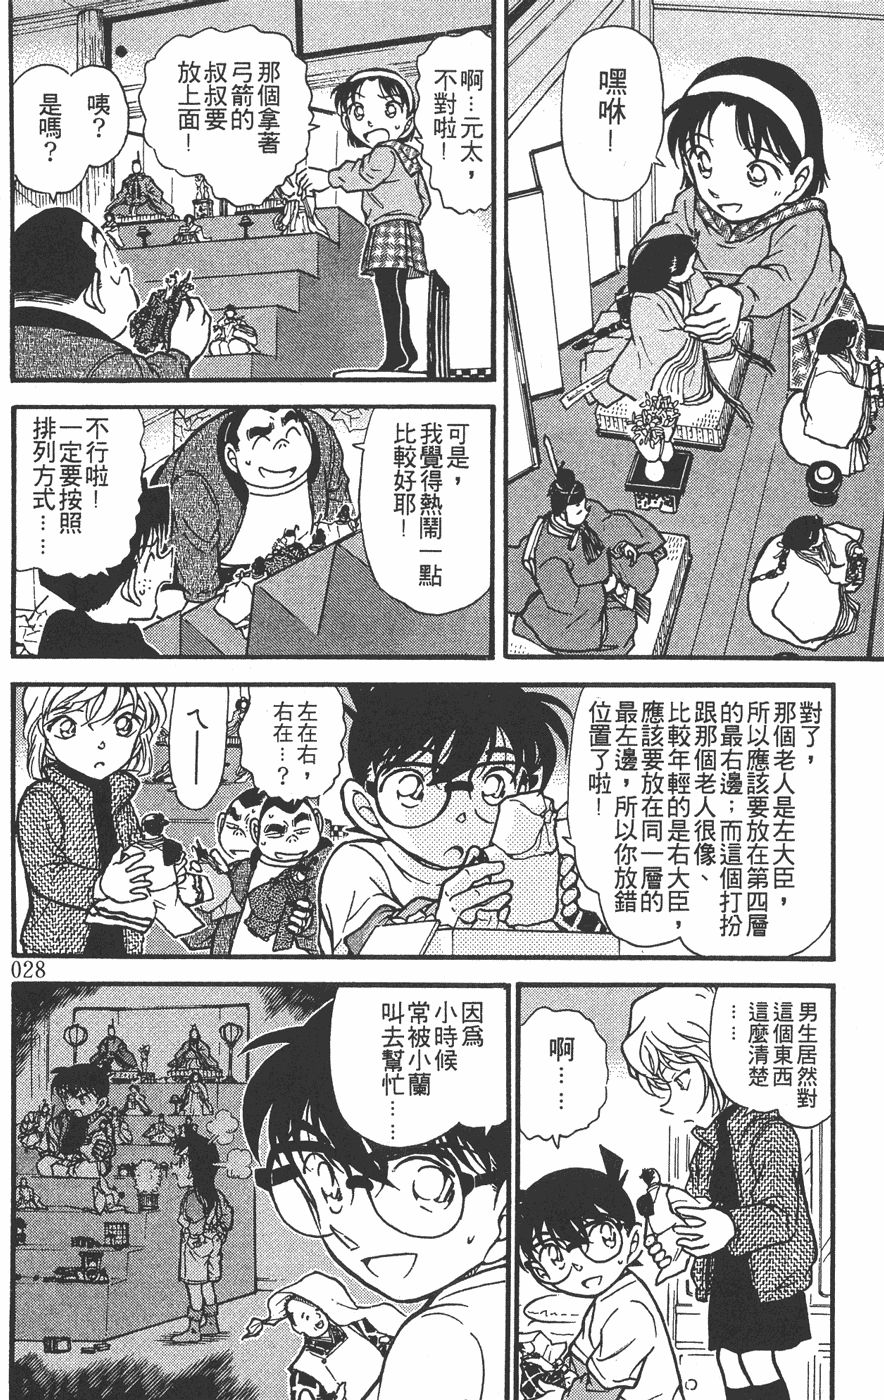 嘿咻！
啊…元太，
不對啦！
那個拿著
弓箭的
叔叔要
放上面！
咦？
是嗎？
可是，
我覺得熱鬧一點
比較好耶！
不行啦！
一定要按照
排列方式……
對了，
那個老人是左大臣，
所以應該要放在第四層
的最右邊；而這個打扮
跟那個老人很像、
比較年輕的是右大臣，
應該要放在同一層的
最左邊，所以你放錯
位置了啦！
左在右，
右在…？
ㄟ——
028
男生居然對
這個東西
這麼清楚
……
啊……
因為
小時候
常被小蘭
叫去幫忙……